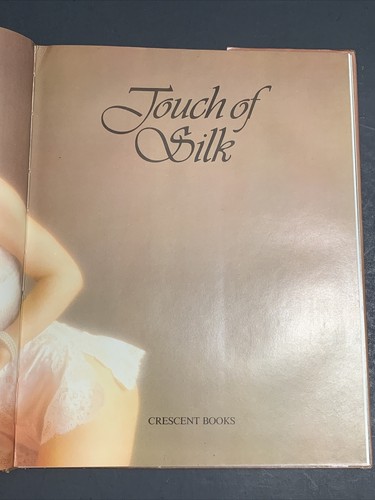 Touch of
Silk
CRESCENT BOOKS